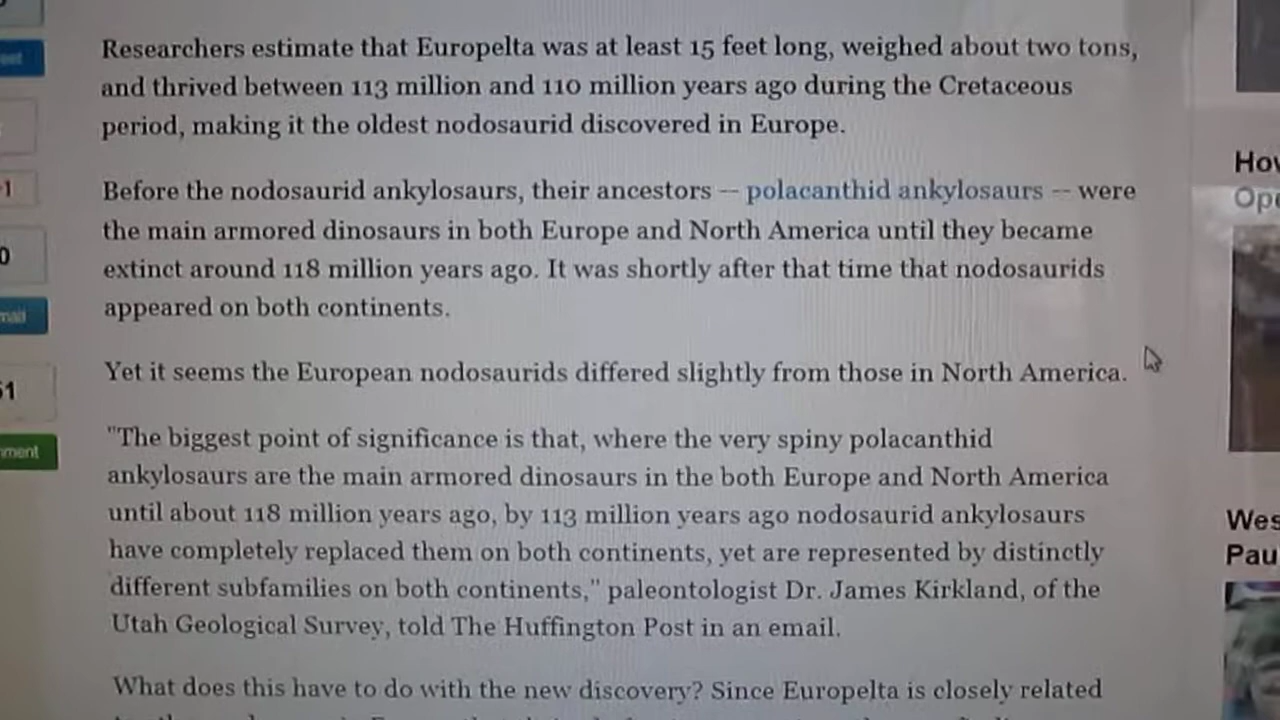 Researchers estimate that Europelta was at least 15 feet long, weighed about two tons,
and thrived between 113 million and 110 million years ago during the Cretaceous
period, making it the oldest nodosaurid discovered in Europe.
Before the nodosaurid ankylosaurs, their ancestors -- polacanthid ankylosaurs -- were
the main armored dinosaurs in both Europe and North America until they became
extinct around 118 million years ago. It was shortly after that time that nodosaurids
appeared on both continents.
Yet it seems the European nodosaurids differed slightly from those in North America.
"The biggest point of significance is that, where the very spiny polacanthid
ankylosaurs are the main armored dinosaurs in the both Europe and North America
until about 118 million years ago, by 113 million years ago nodosaurid ankylosaurs
have completely replaced them on both continents, yet are represented by distinctly
different subfamilies on both continents," paleontologist Dr. James Kirkland, of the
Utah Geological Survey, told The Huffington Post in an email.
What does this have to do with the new discovery? Since Europelta is closely related